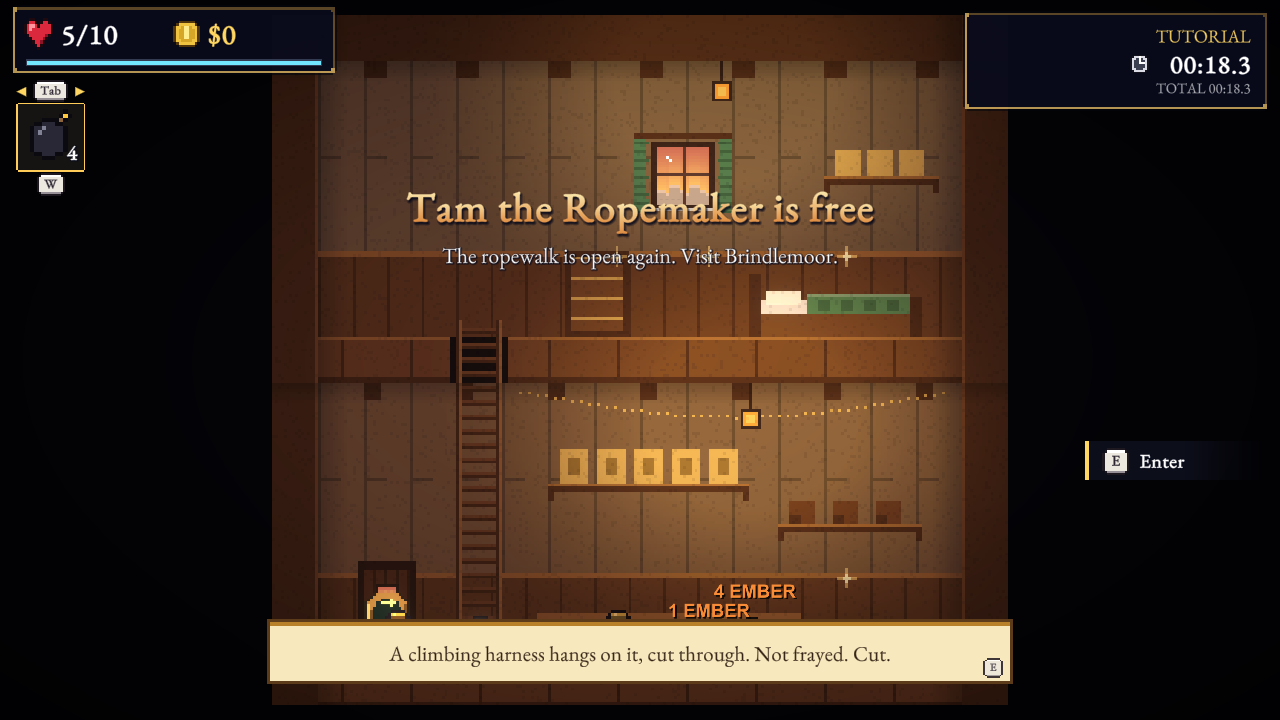 5/10
$0
Tab
4
W
TUTORIAL
00:18.3
TOTAL 00:18.3
Tam the Ropemaker is free
The ropewalk is open again. Visit Brindlemoor.
E Enter
4 EMBER
1 EMBER
A climbing harness hangs on it, cut through. Not frayed. Cut.
E